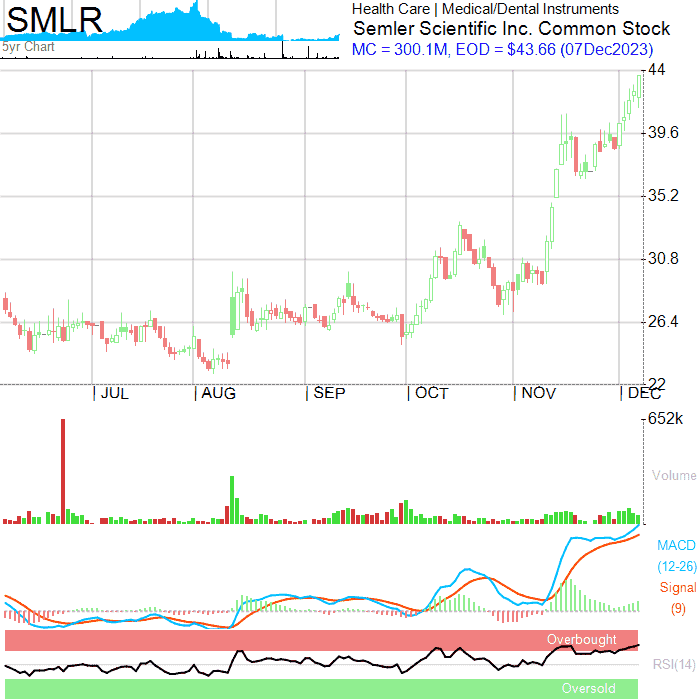 SMLR
5yr Chart
Health Care | Medical/Dental Instruments
Semler Scientific Inc. Common Stock
MC = 300.1M, EOD = $43.66 (07Dec2023)
44
39.6
35.2
30.8
26.4
22
JUL AUG SEP OCT NOV DEC
652k
Volume
MACD
(12-26)
Signal
(9)
Overbought
RSI(14)
Oversold